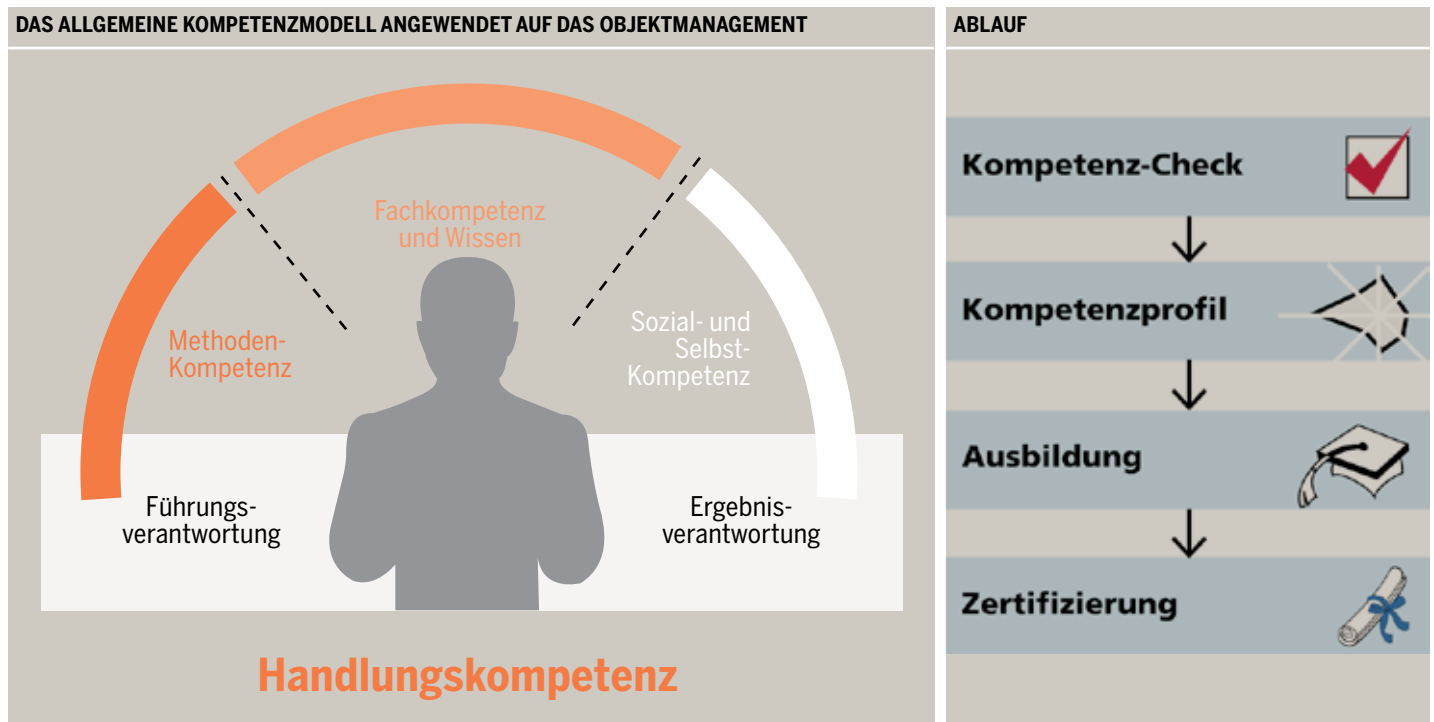 DAS ALLGEMEINE KOMPETENZMODELL ANGEWENDET AUF DAS OBJEKTMANAGEMENT
Fachkompetenz
und Wissen
Methoden-
Kompetenz
Sozial- und
Selbst-
Kompetenz
Führungs-
verantwortung
Ergebnis-
verantwortung
Handlungskompetenz
ABLAUF
Kompetenz-Check
Kompetenzprofil
Ausbildung
Zertifizierung